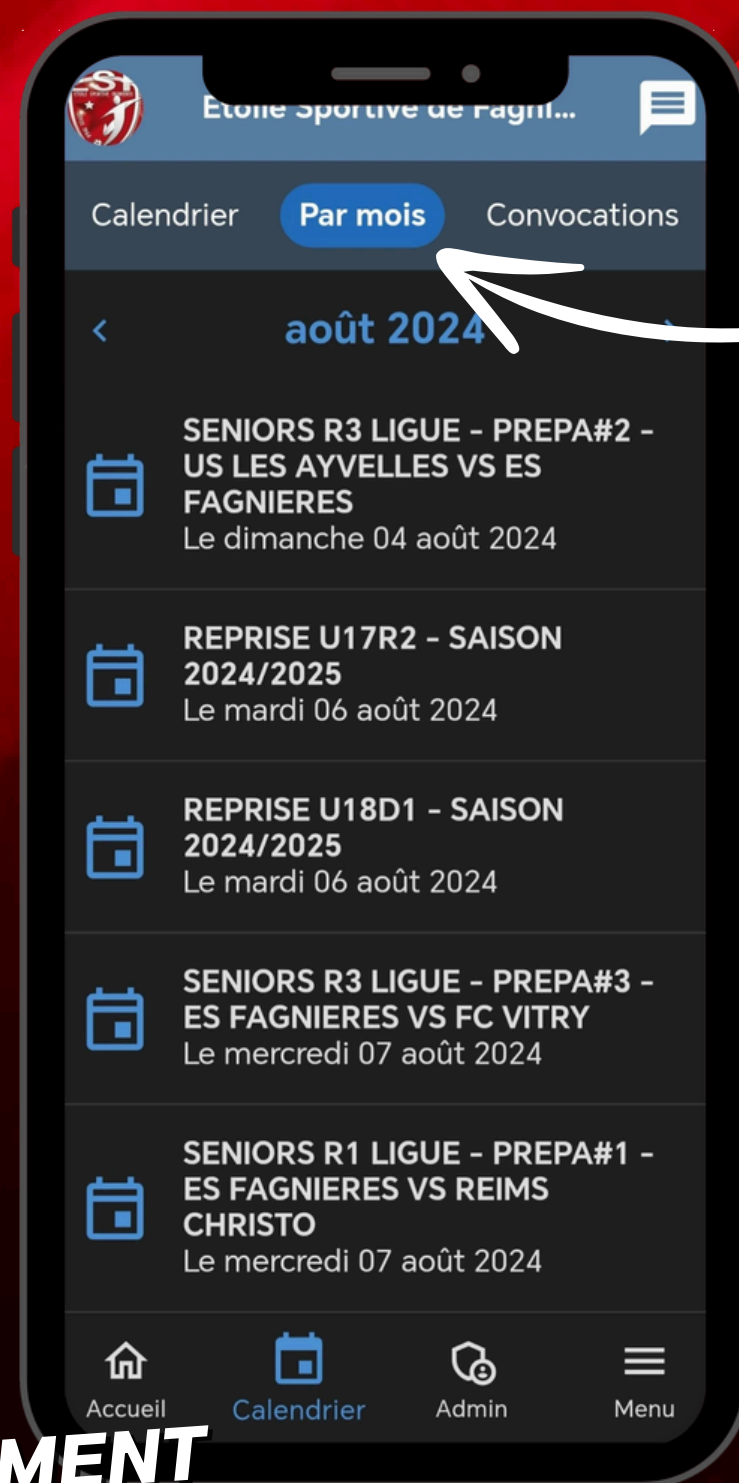 Etoile Sportive de Fagni...
Calendrier Par mois Convocations
août 2024
SENIORS R3 LIGUE - PREPA#2 -
US LES AYVELLES VS ES
FAGNIERES
Le dimanche 04 août 2024
REPRISE U17R2 - SAISON
2024/2025
Le mardi 06 août 2024
REPRISE U18D1 - SAISON
2024/2025
Le mardi 06 août 2024
SENIORS R3 LIGUE - PREPA#3 -
ES FAGNIERES VS FC VITRY
Le mercredi 07 août 2024
SENIORS R1 LIGUE - PREPA#1 -
ES FAGNIERES VS REIMS
CHRISTO
Le mercredi 07 août 2024
Accueil Calendrier Admin Menu
MENT